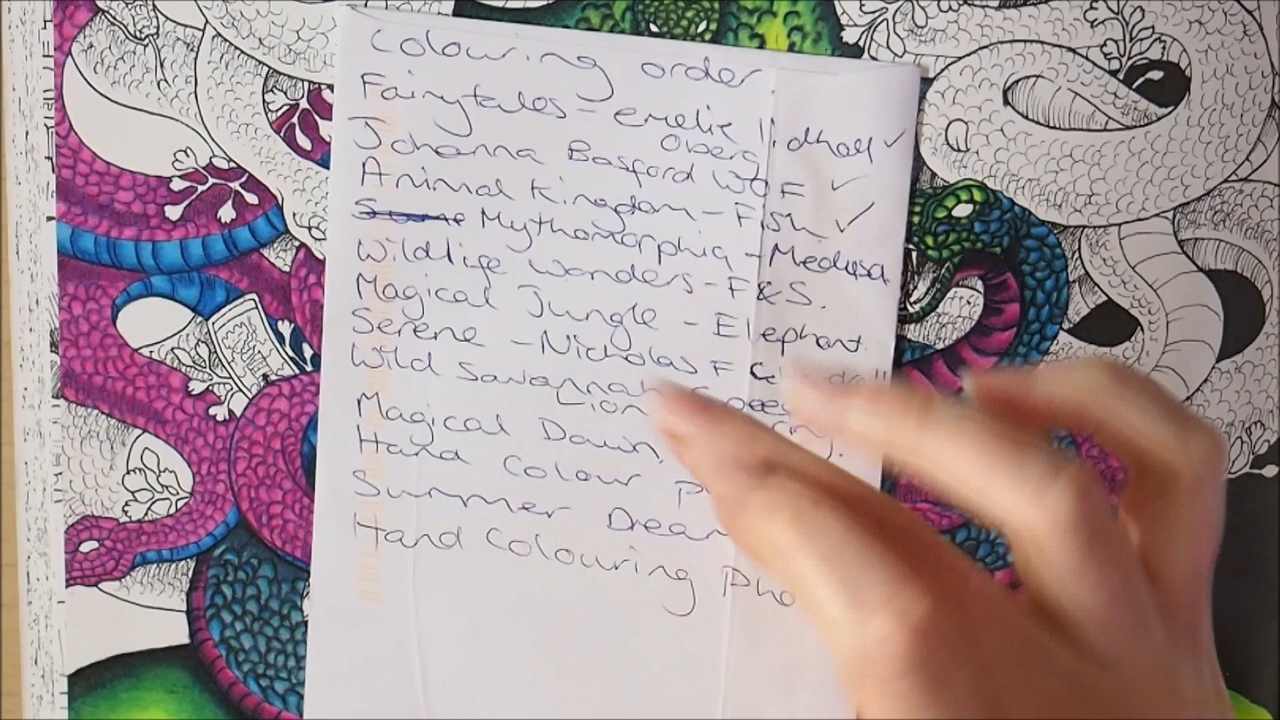 Colouring order.
Fairytales - emelie lidhall
Oberg ✓
Johanna Basford WOF ✓
Animal Kingdom - Fish ✓
Mythomorphia - Medusa
Wildlife Wonders - F&S.
Magical Jungle - Elephant.
Serene - Nicholas F &
Wild Savannah
Lion
Magical Dawn
Hand Colour
Summer Dream
Hand Colouring